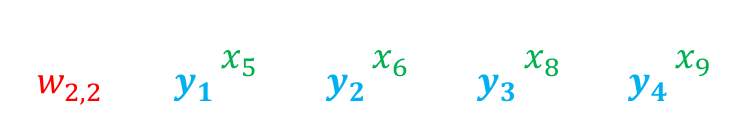 w₂,₂ y₁ x₅ y₂ x₆ y₃ x₈ y₄ x₉